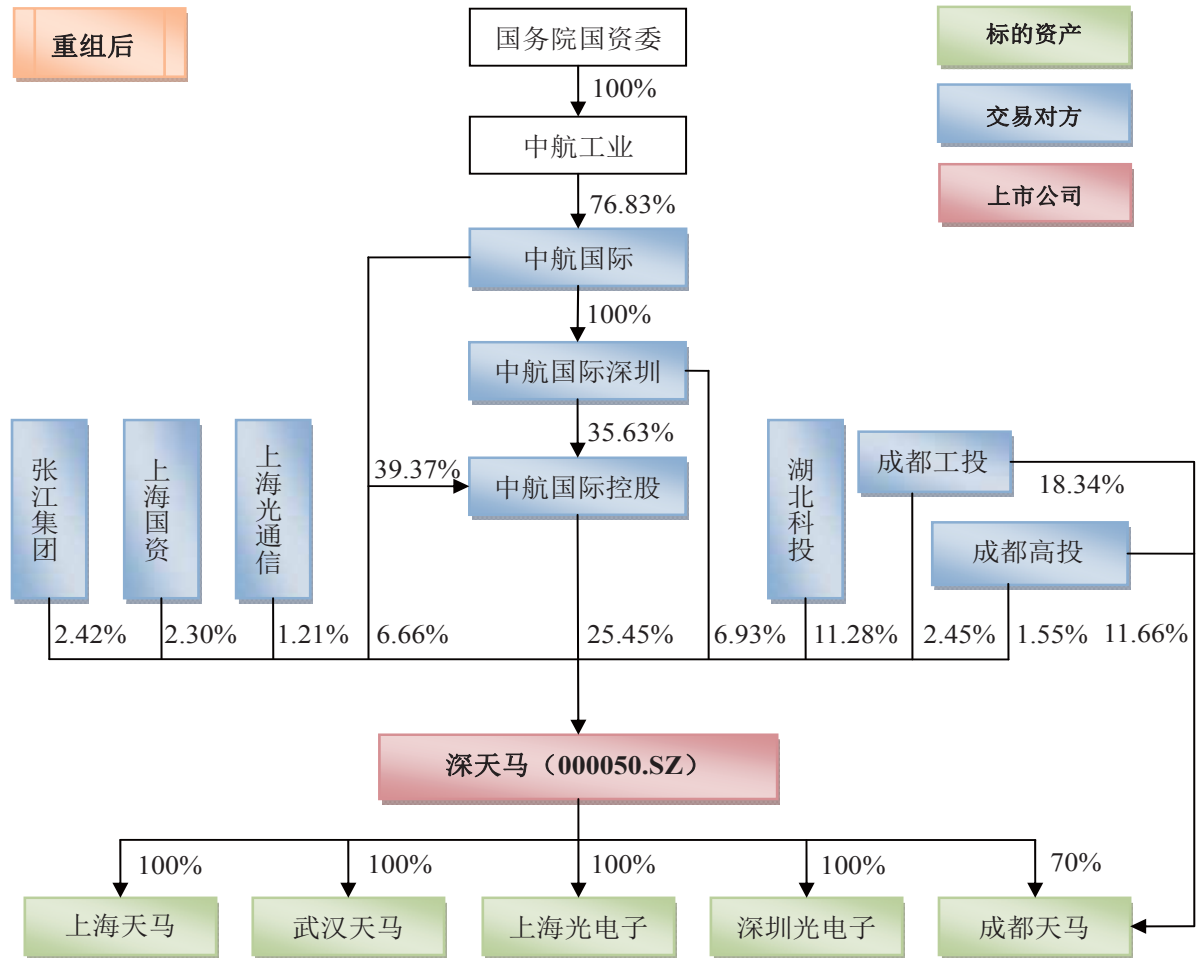 重组后
国务院国资委
标的资产
100%
交易对方
中航工业
上市公司
76.83%
中航国际
100%
中航国际深圳
35.63%
39.37%
中航国际控股
张江集团
上海国资
上海光通信
湖北科投
成都工投
18.34%
成都高投
2.42%
2.30%
1.21%
6.66%
25.45%
6.93%
11.28%
2.45%
1.55%
11.66%
深天马（000050.SZ）
100%
100%
100%
100%
70%
上海天马
武汉天马
上海光电子
深圳光电子
成都天马